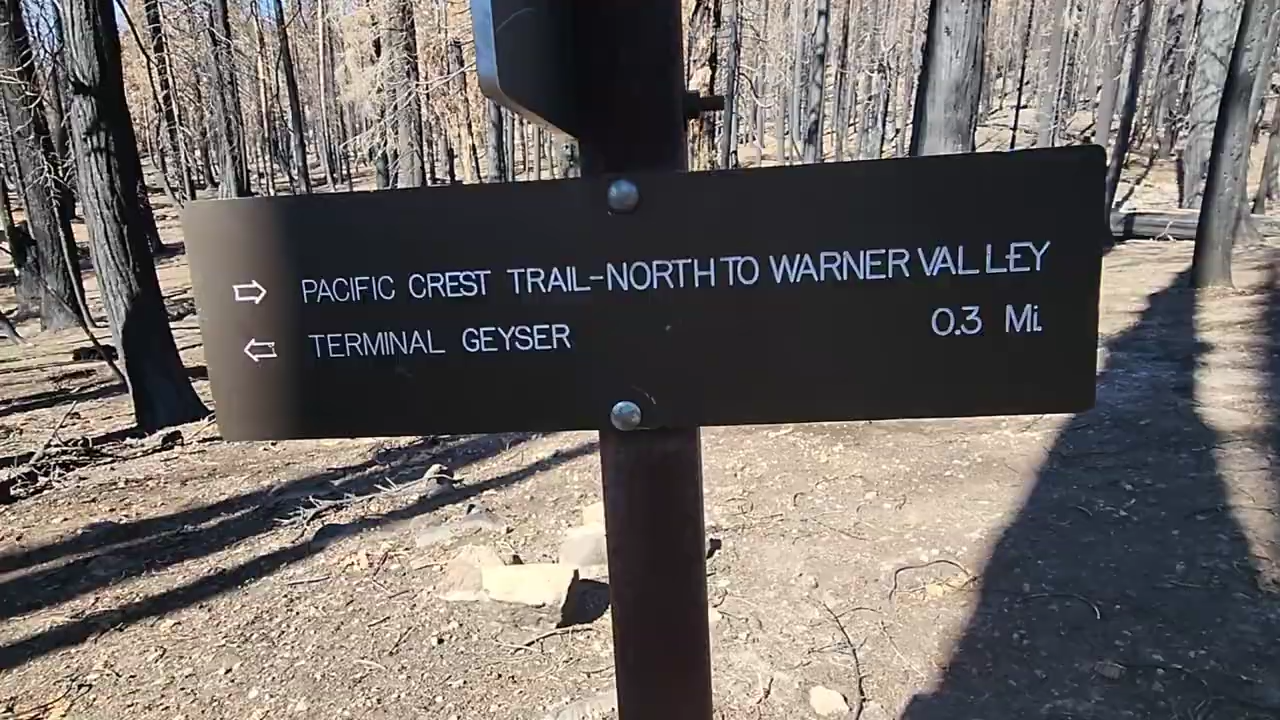 ⇨ PACIFIC CREST TRAIL-NORTH TO WARNER VALLEY
⇦ TERMINAL GEYSER 0.3 Mi.